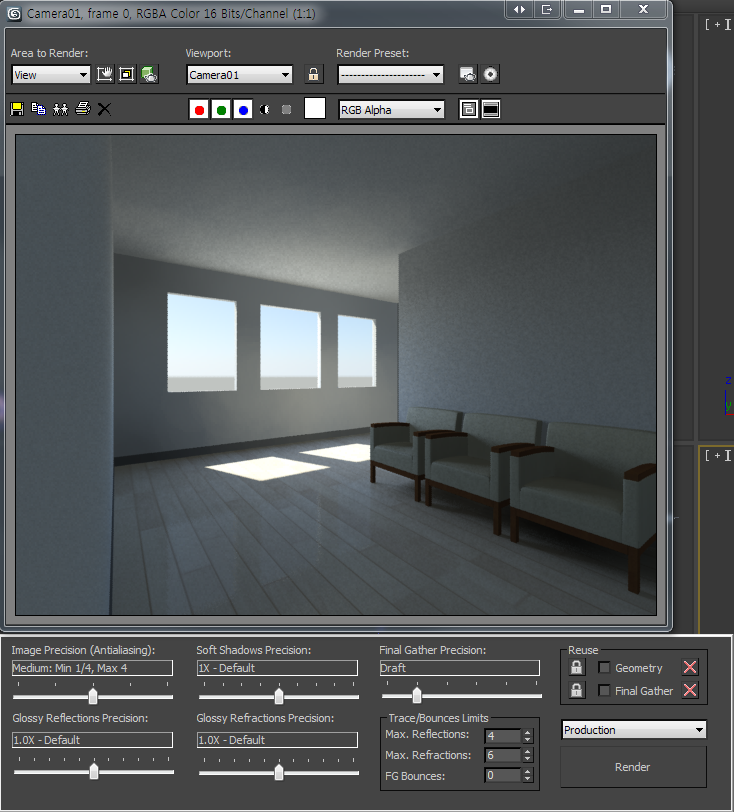 Camera01, frame 0, RGBA Color 16 Bits/Channel (1:1)
Area to Render:
Viewport:
Render Preset:
View
Camera01
-----------------------
RGB Alpha
[ + ]
z
y
[ + ]
Image Precision (Antialiasing):
Soft Shadows Precision:
Final Gather Precision:
Reuse
Medium: Min 1/4, Max 4
1X - Default
Draft
Geometry
Final Gather
Glossy Reflections Precision:
Glossy Refractions Precision:
Trace/Bounces Limits
1.0X - Default
1.0X - Default
Max. Reflections: 4
Production
Max. Refractions: 6
Render
FG Bounces: 0